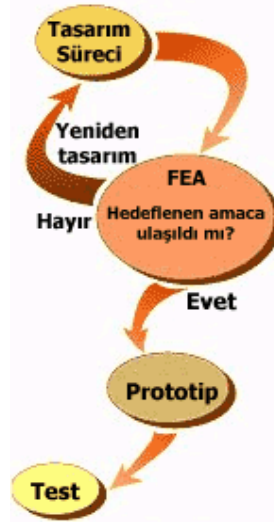 Tasarım
Süreci
Yeniden
tasarım
FEA
Hayır
Hedeflenen amaca
ulaşıldı mı?
Evet
Prototip
Test